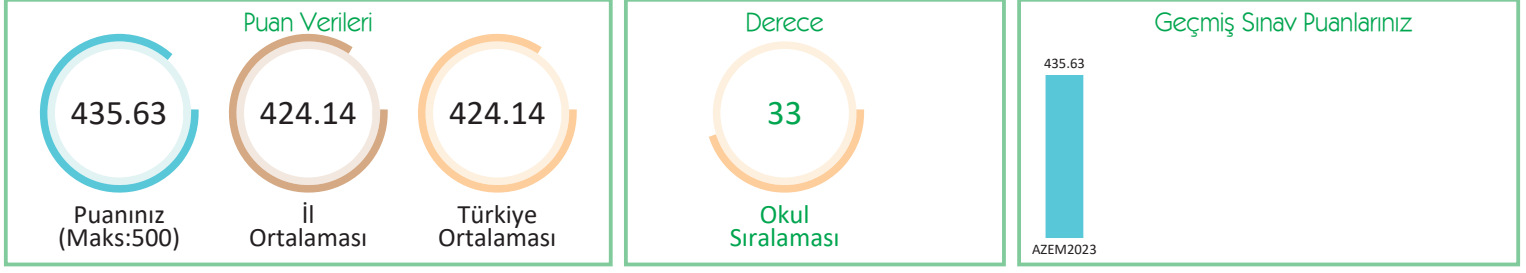 Puan Verileri
435.63
Puanınız
(Maks:500)
424.14
İl
Ortalaması
424.14
Türkiye
Ortalaması
Derece
33
Okul
Sıralaması
Geçmiş Sınav Puanlarınız
435.63
AZEM2023